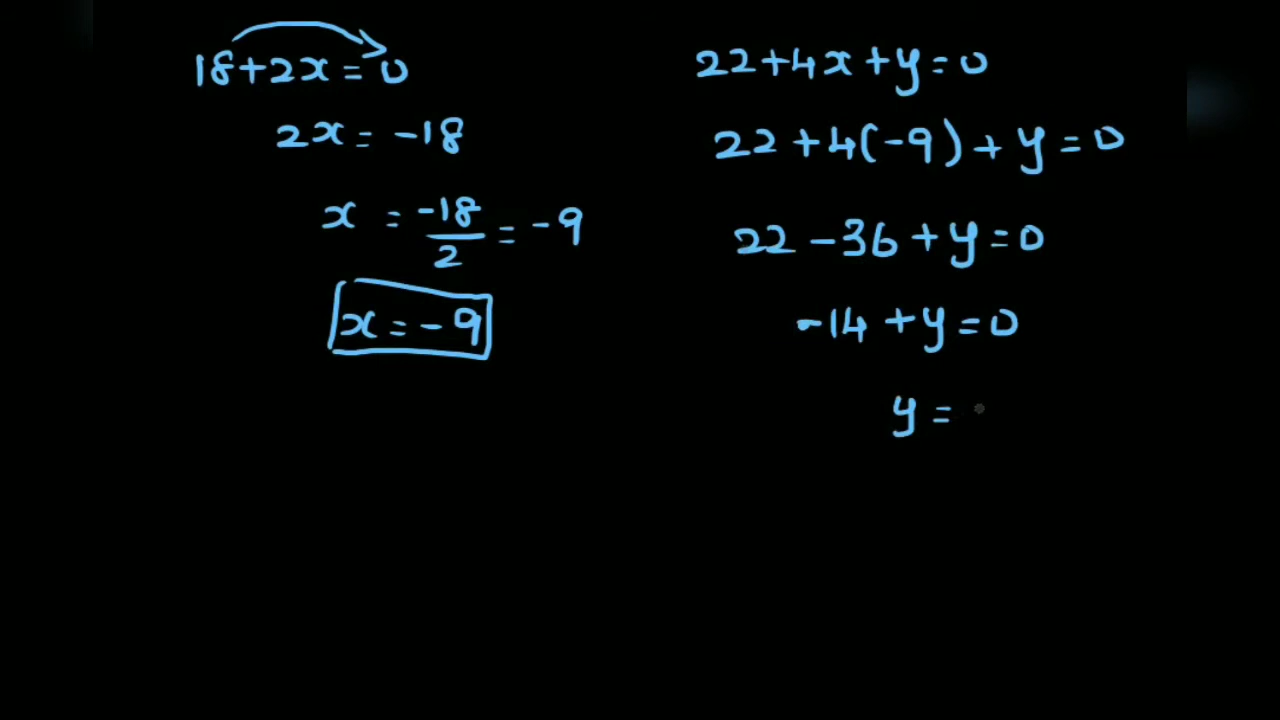 18+2x=0
2x=-18
x=-18/2=-9
x=-9
22+4x+y=0
22+4(-9)+y=0
22-36+y=0
-14+y=0
y=